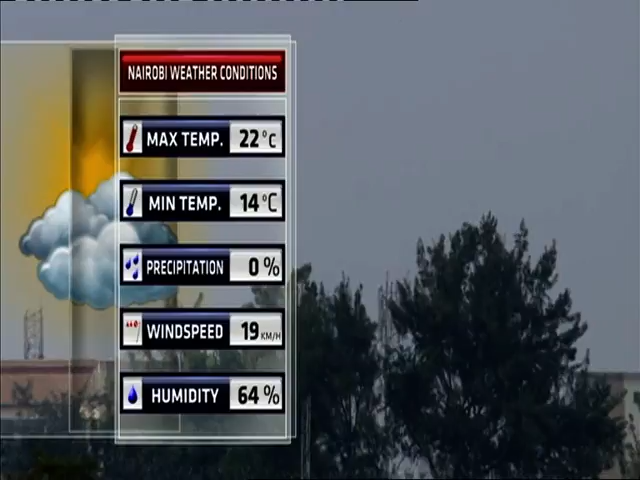 NAIROBI WEATHER CONDITIONS
MAX TEMP. 22°C
MIN TEMP. 14°C
PRECIPITATION 0 %
WINDSPEED 19 KM/H
HUMIDITY 64 %